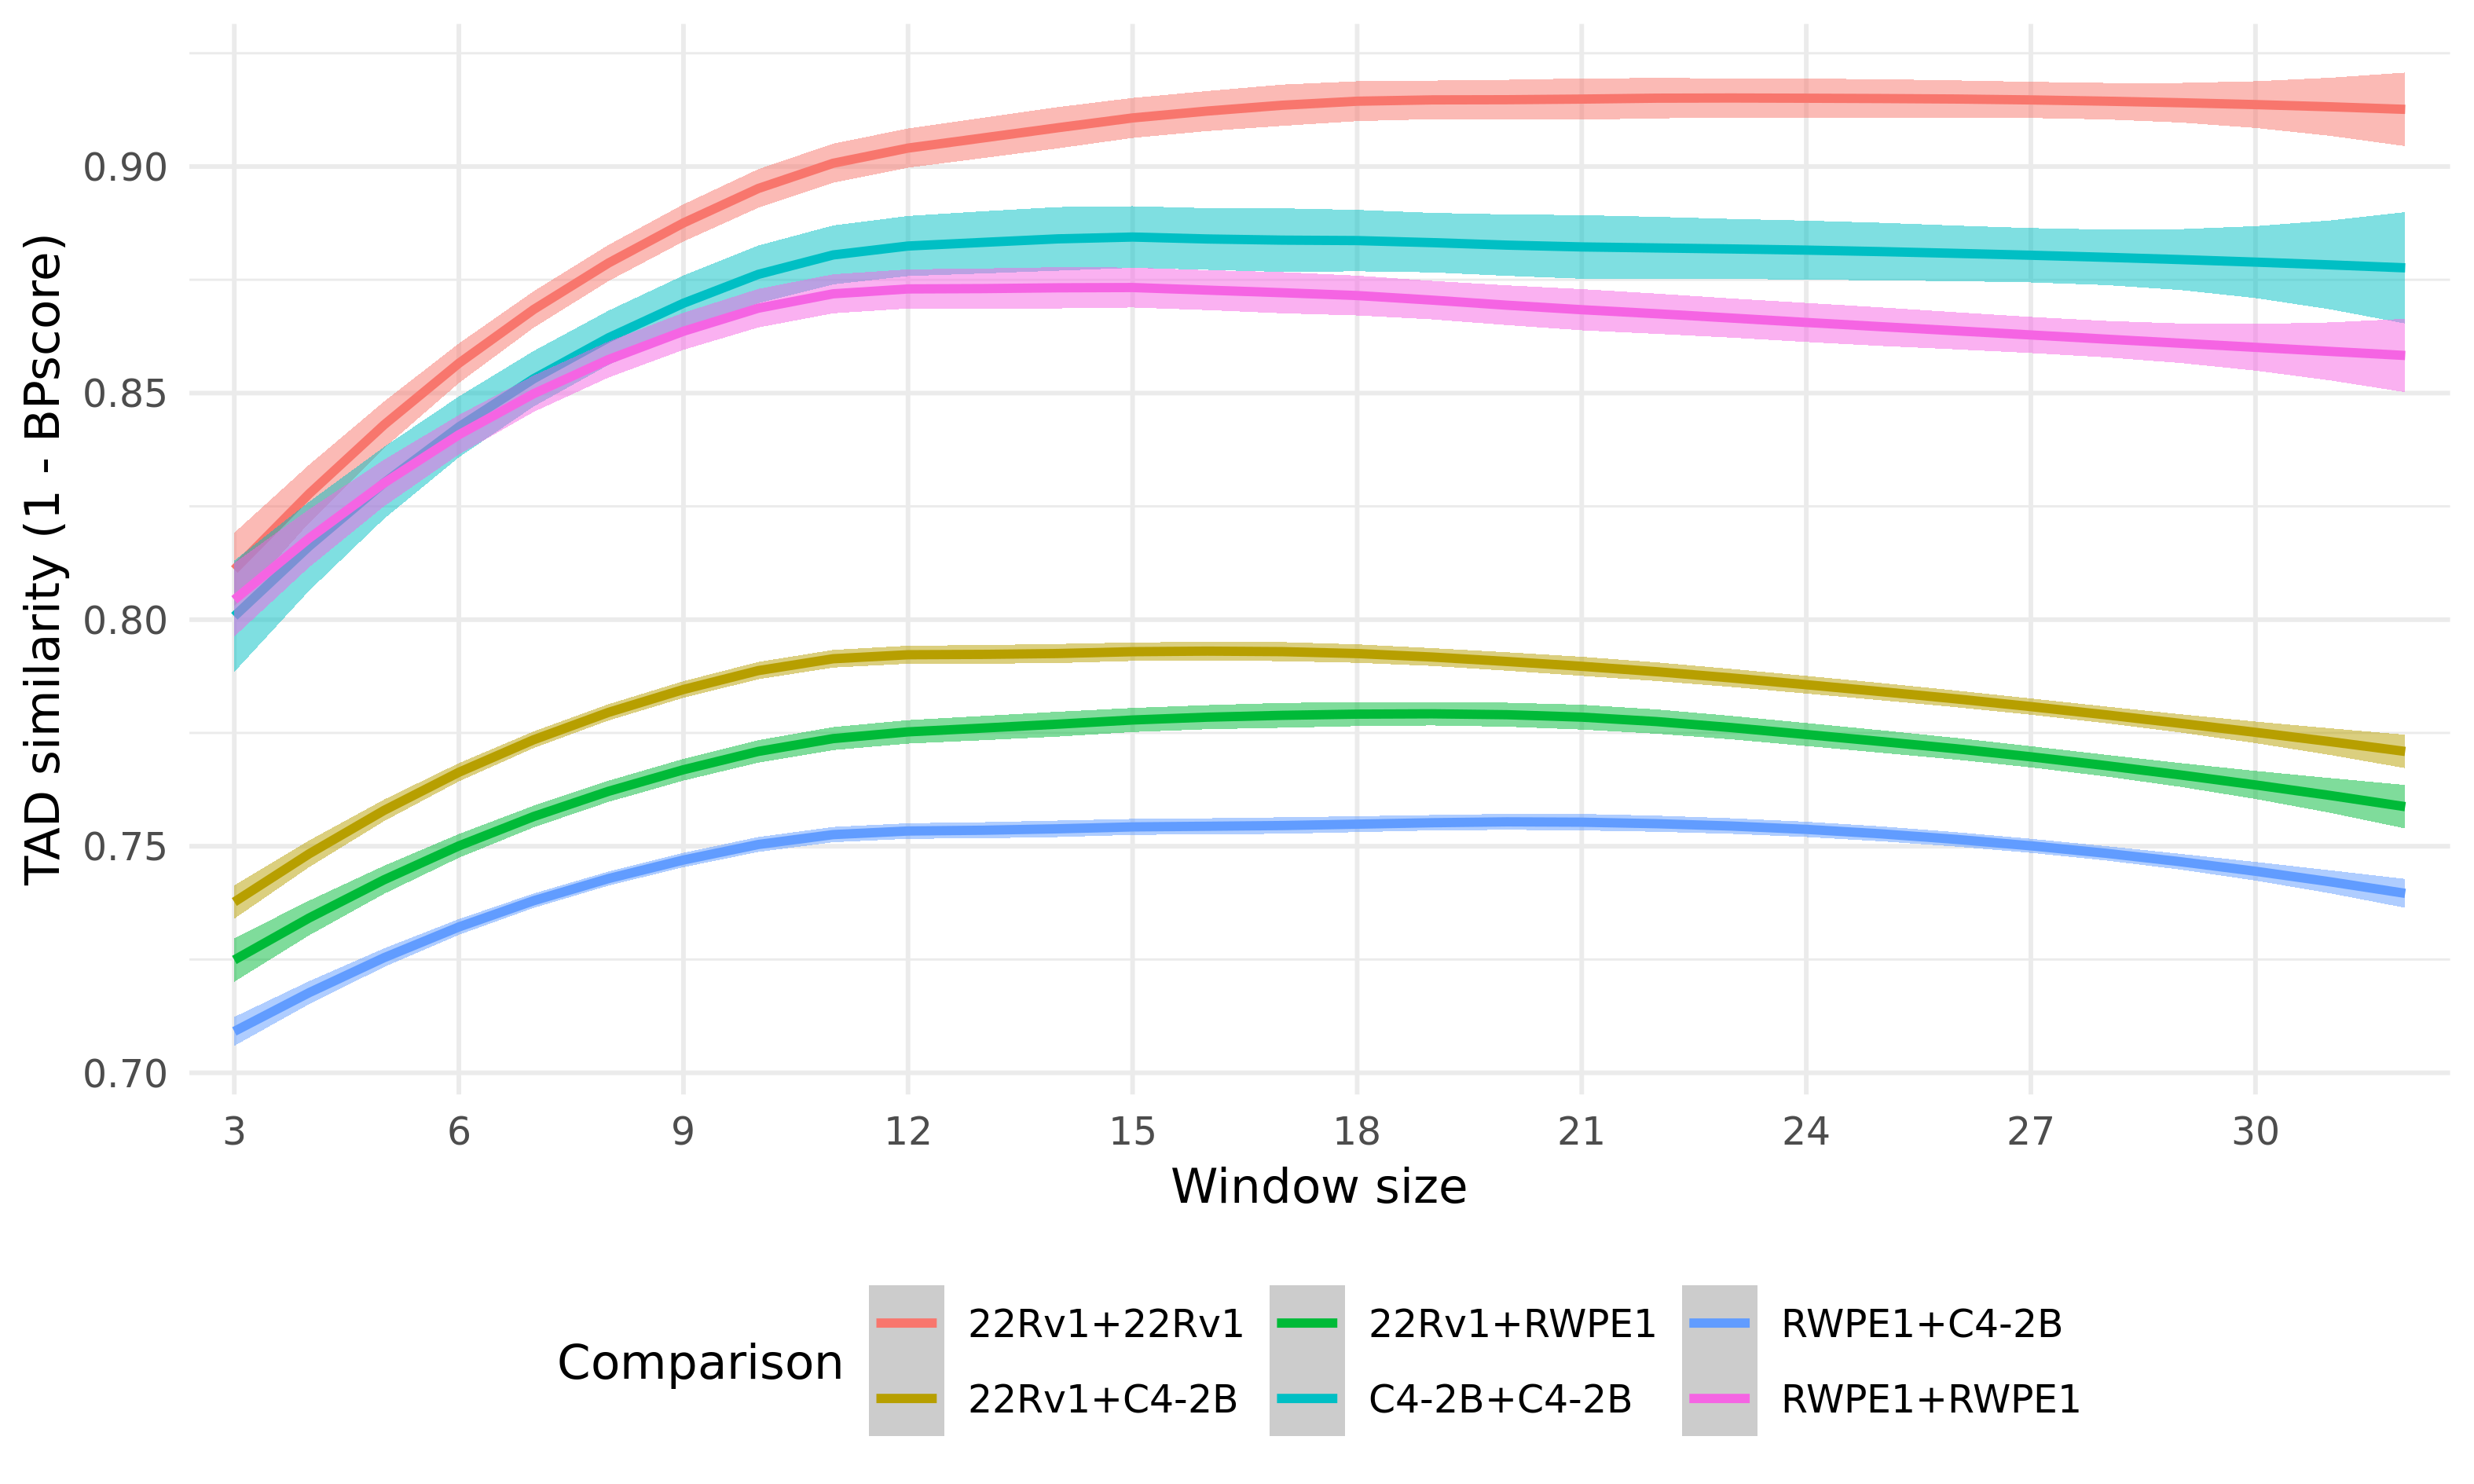 TAD similarity (1 - BPscore)
0.90
0.85
0.80
0.75
0.70
3 6 9 12 15 18 21 24 27 30
Window size
Comparison
22Rv1+22Rv1 22Rv1+RWPE1 RWPE1+C4-2B
22Rv1+C4-2B C4-2B+C4-2B RWPE1+RWPE1